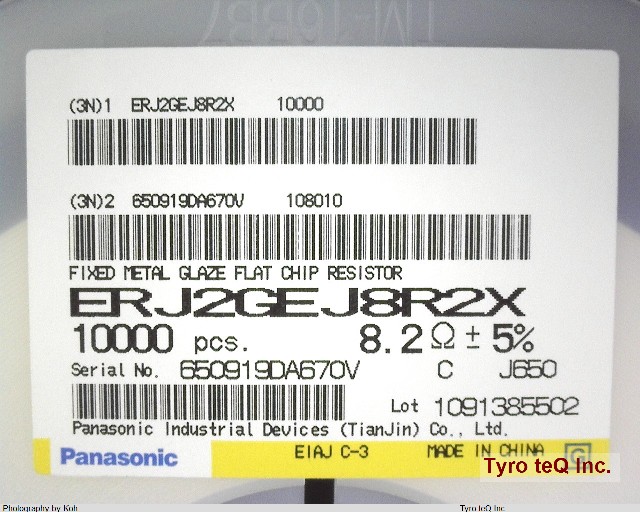 (3N)1 ERJ2GEJ8R2X 10000
(3N)2 650919DA670V 108010
FIXED METAL GLAZE FLAT CHIP RESISTOR
ERJ2GEJ8R2X
10000 pcs. 8.2 Ω ± 5%
Serial No. 650919DA670V C J650
Lot 1091385502
Panasonic Industrial Devices (TianJin) Co., Ltd.
Panasonic EIAJ C-3 MADE IN CHINA G
Tyro teQ Inc.
Photography by Koh Tyro teQ Inc